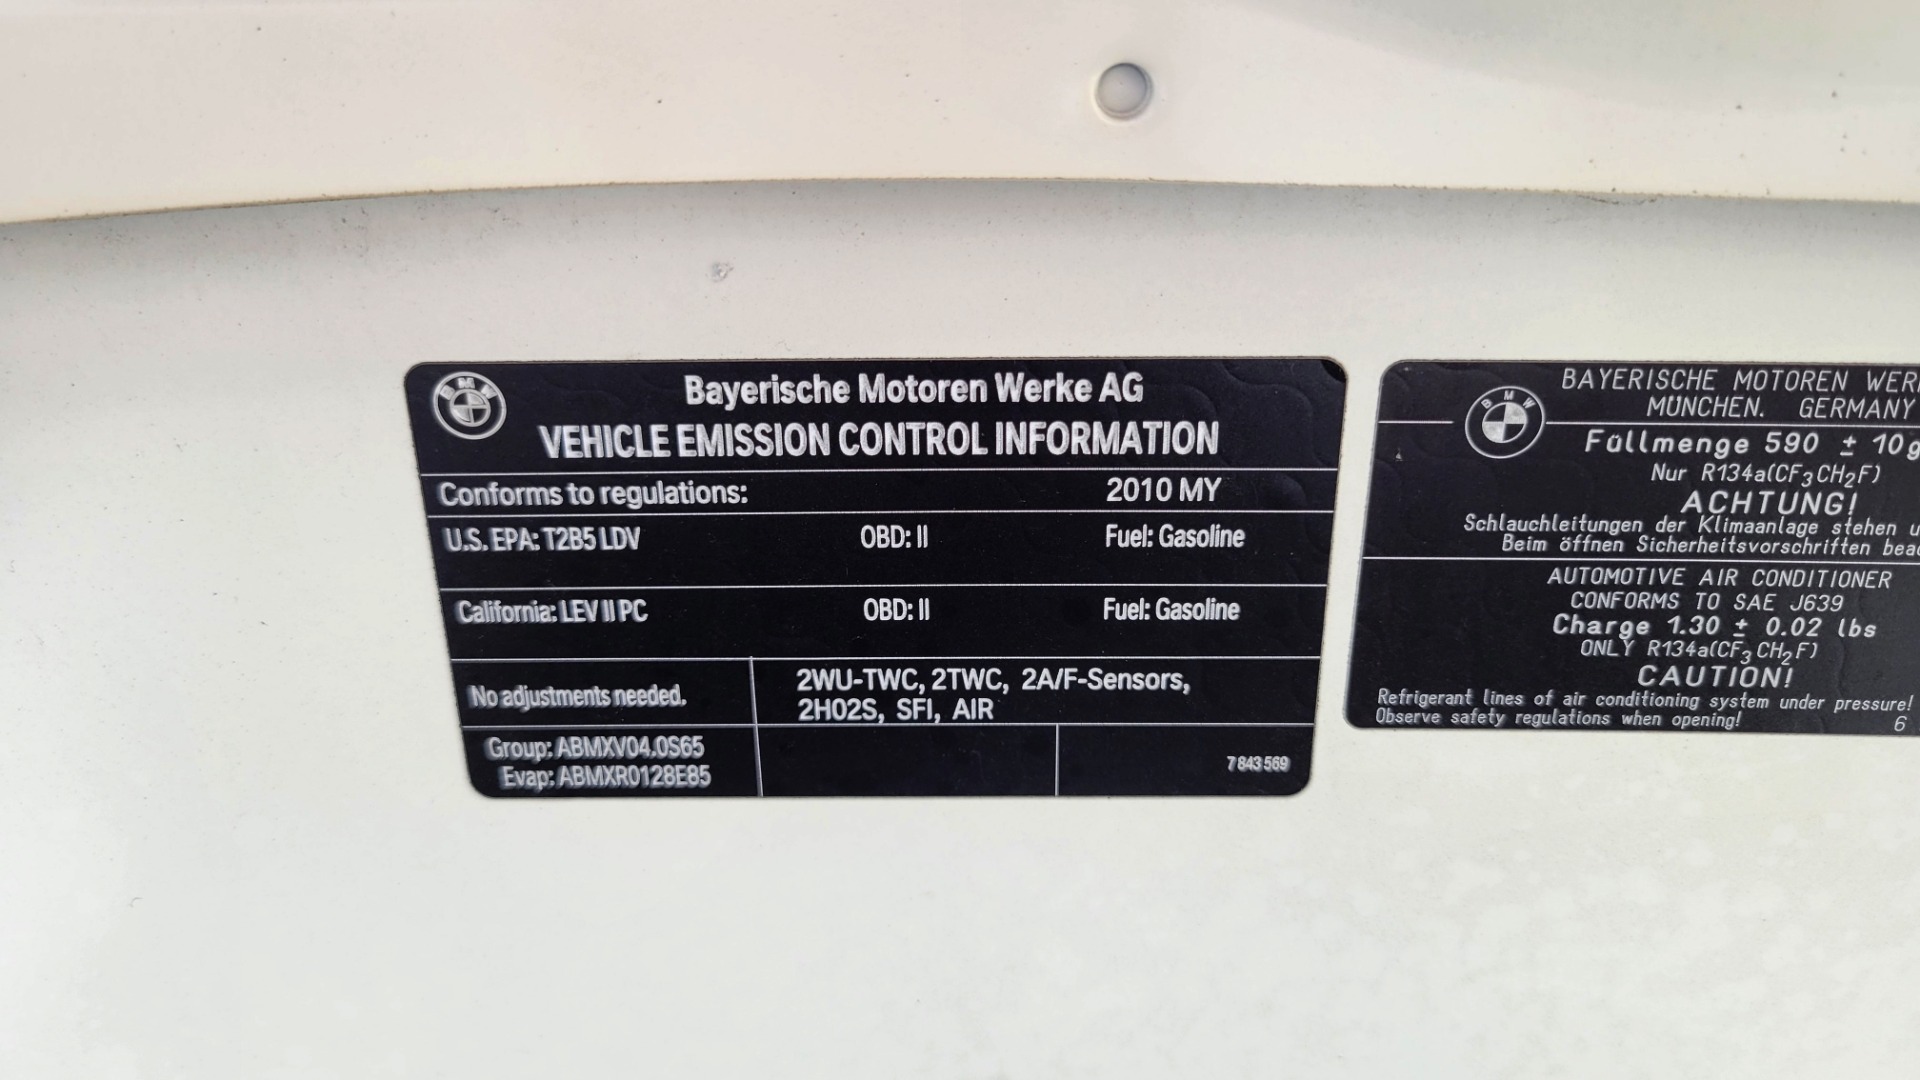 BMW
Bayerische Motoren Werke AG
VEHICLE EMISSION CONTROL INFORMATION
Conforms to regulations: 2010 MY
U.S. EPA: T2B5 LDV OBD: II Fuel: Gasoline
California: LEV II PC OBD: II Fuel: Gasoline
No adjustments needed.
2WU-TWC, 2TWC, 2A/F-Sensors,
2HO2S, SFI, AIR
Group: ABMXV04.0S65
Evap: ABMXR0128E85
7 843 569
BMW
BAYERISCHE MOTOREN WER
MÜNCHEN. GERMANY
Füllmenge 590 ± 10g
Nur R134a(CF3CH2F)
ACHTUNG!
Schlauchleitungen der Klimaanlage stehen u
Beim öffnen Sicherheitsvorschriften bea
AUTOMOTIVE AIR CONDITIONER
CONFORMS TO SAE J639
Charge 1.30 ± 0.02 lbs
ONLY R134a(CF3CH2F)
CAUTION!
Refrigerant lines of air conditioning system under pressure!
Observe safety regulations when opening! 6